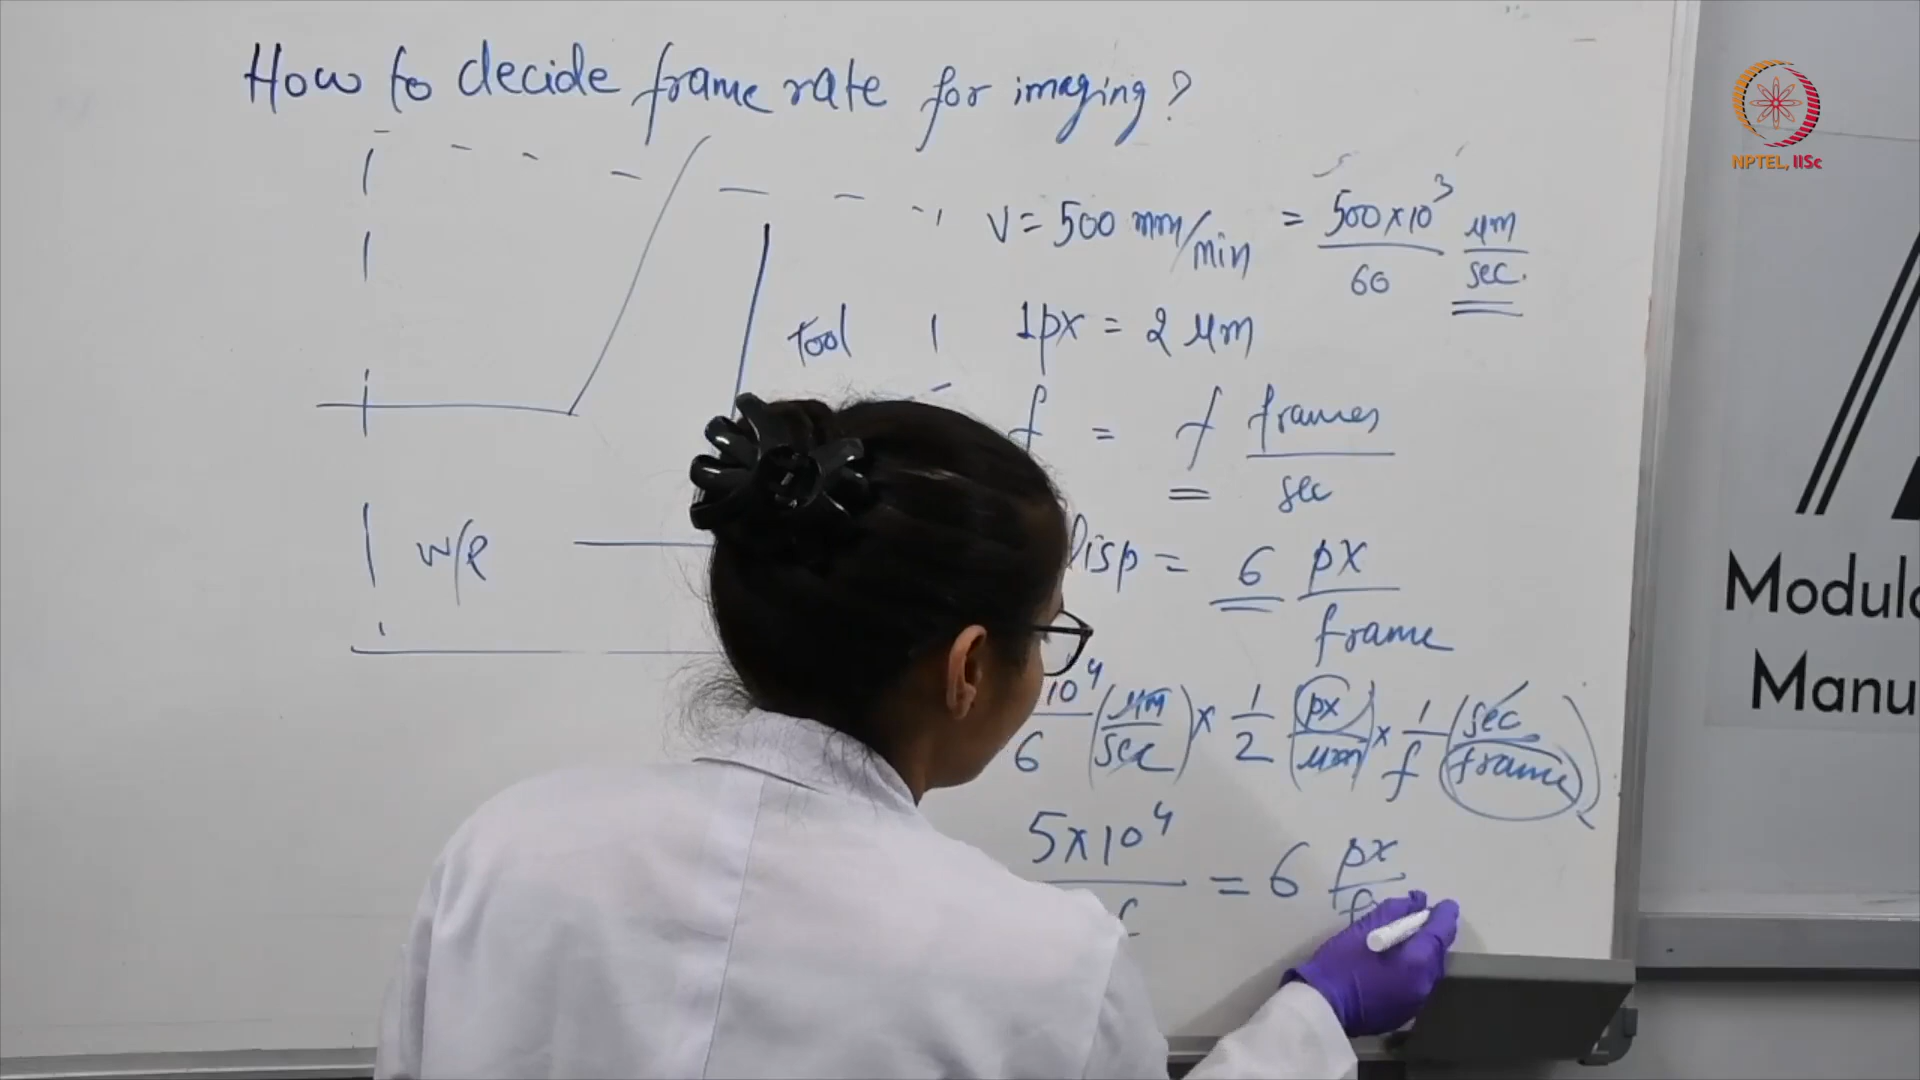 How to decide frame rate for imaging?
NPTEL, IISc
V = 500 mm/min = 500×10³/60 μm/sec.
Tool
1px = 2 μm
f = f frames/sec
w/p
Disp = 6 px/frame
10⁴/6 (μm/sec) × 1/2 (px/μm) × 1/f (sec/frame)
5×10⁴ = 6 px
Modul
Manu